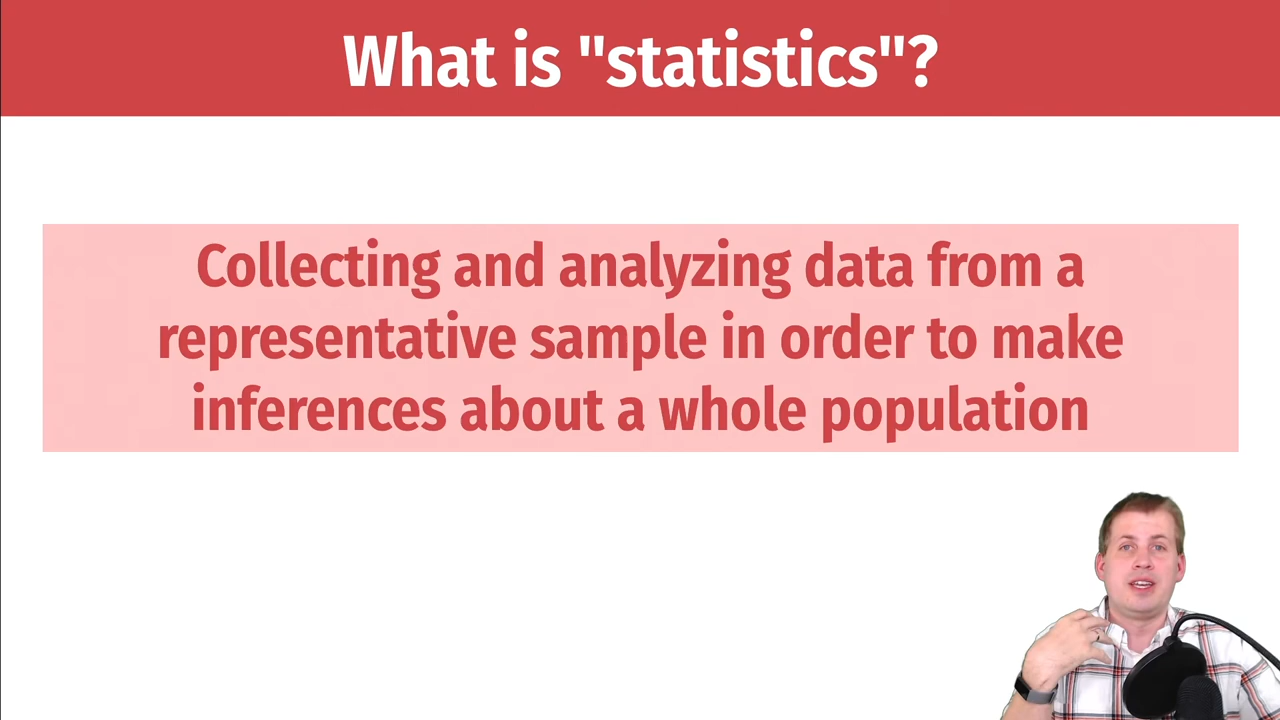 What is "statistics"?
Collecting and analyzing data from a
representative sample in order to make
inferences about a whole population